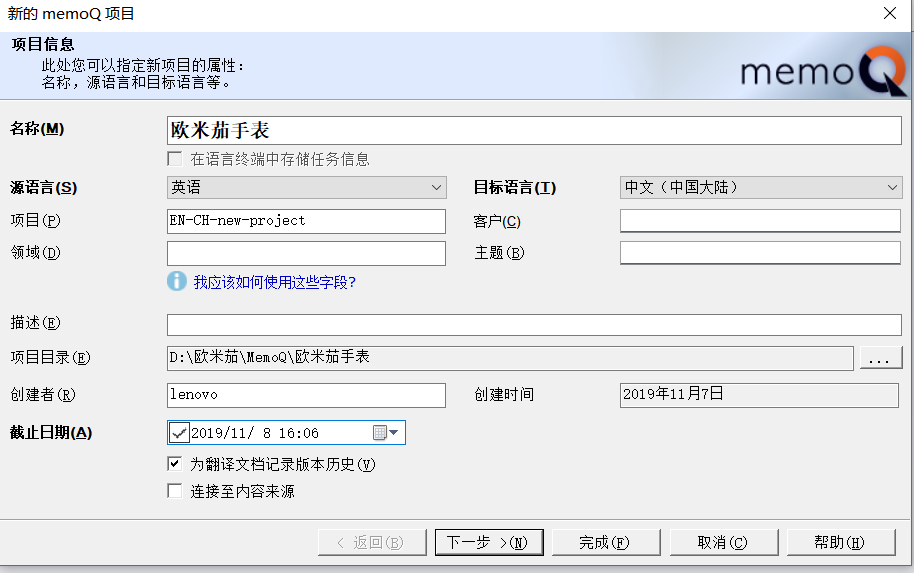 新的 memoQ 项目
项目信息
此处您可以指定新项目的属性：
名称，源语言和目标语言等。
memoQ
名称(M) 欧米茄手表
在语言终端中存储任务信息
源语言(S) 英语 目标语言(T) 中文（中国大陆）
项目(P) EN-CH-new-project 客户(C)
领域(D) 主题(B)
i 我应该如何使用这些字段?
描述(E)
项目目录(E) D:\欧米茄\MemoQ\欧米茄手表 ...
创建者(R) lenovo 创建时间 2019年11月7日
截止日期(A) 2019/11/ 8 16:06
为翻译文档记录版本历史(V)
连接至内容来源
< 返回(B) 下一步 >(N) 完成(F) 取消(C) 帮助(H)